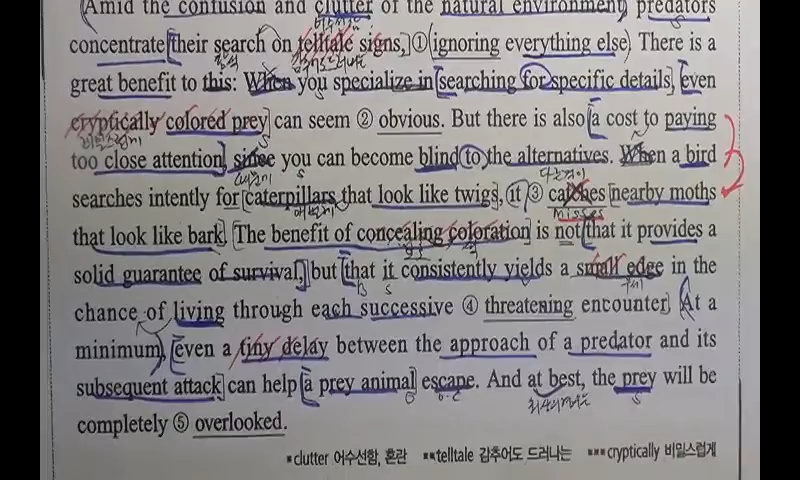 Amid the confusion and clutter of the natural environment, predators
concentrate their search on telltale signs, ① ignoring everything else. There is a
great benefit to this: When you specialize in searching for specific details, even
cryptically colored prey can seem ② obvious. But there is also a cost to paying
too close attention, since you can become blind to the alternatives. When a bird
searches intently for caterpillars that look like twigs, it ③ catches nearby moths
misses
that look like bark. The benefit of concealing coloration is not that it provides a
solid guarantee of survival, but that it consistently yields a small edge in the
chance of living through each successive ④ threatening encounter. At a
minimum, even a tiny delay between the approach of a predator and its
subsequent attack can help a prey animal escape. And at best, the prey will be
completely ⑤ overlooked.
*clutter 어수선함, 혼란 **telltale 감추어도 드러나는 ***cryptically 비밀스럽게